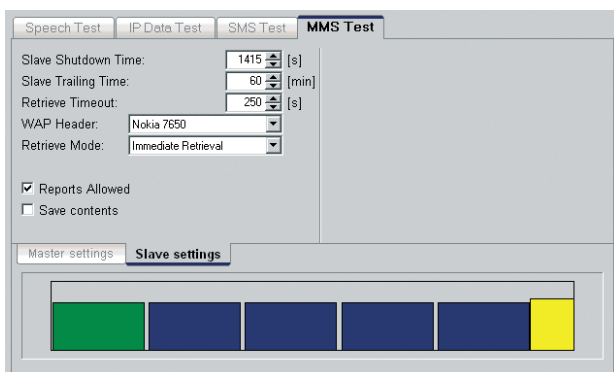 Speech Test IP Data Test SMS Test MMS Test
Slave Shutdown Time: 1415 [s]
Slave Trailing Time: 60 [min]
Retrieve Timeout: 250 [s]
WAP Header: Nokia 7650
Retrieve Mode: Immediate Retrieval
Reports Allowed
Save contents
Master settings Slave settings